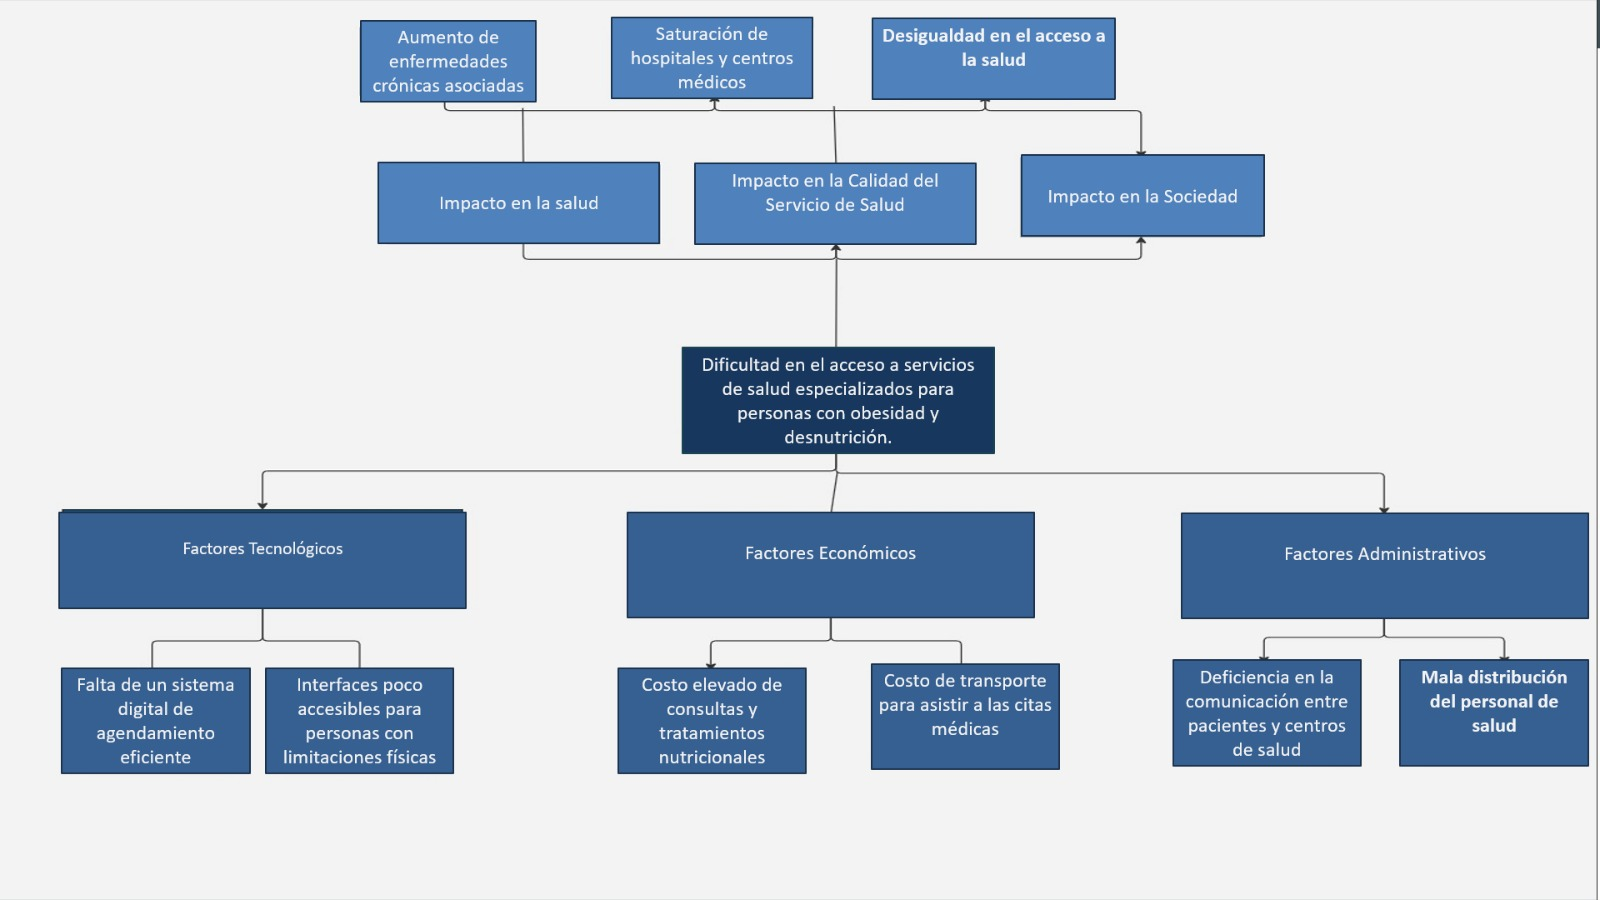 Aumento de
enfermedades
crónicas asociadas
Saturación de
hospitales y centros
médicos
Desigualdad en el acceso a
la salud
Impacto en la salud
Impacto en la Calidad del
Servicio de Salud
Impacto en la Sociedad
Dificultad en el acceso a servicios
de salud especializados para
personas con obesidad y
desnutrición.
Factores Tecnológicos
Factores Económicos
Factores Administrativos
Falta de un sistema
digital de
agendamiento
eficiente
Interfaces poco
accesibles para
personas con
limitaciones físicas
Costo elevado de
consultas y
tratamientos
nutricionales
Costo de transporte
para asistir a las citas
médicas
Deficiencia en la
comunicación entre
pacientes y centros
de salud
Mala distribución
del personal de
salud